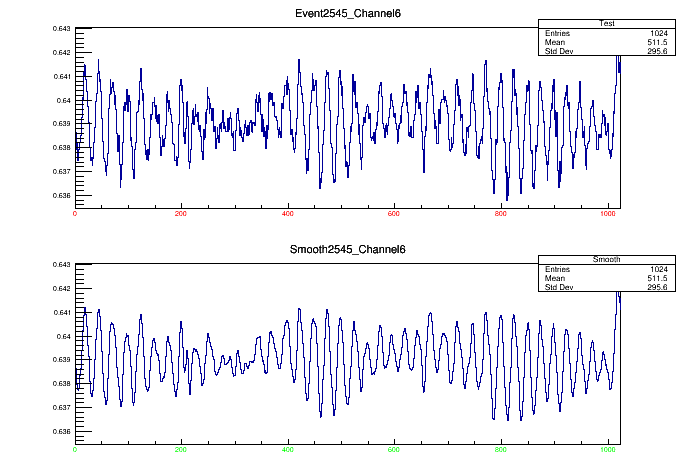 Event2545_Channel6
Test
Entries 1024
Mean 511.5
Std Dev 295.6
0.643
0.642
0.641
0.64
0.639
0.638
0.637
0.636
0 200 400 600 800 1000
Smooth2545_Channel6
Smooth
Entries 1024
Mean 511.5
Std Dev 295.6
0.643
0.642
0.641
0.64
0.639
0.638
0.637
0.636
0 200 400 600 800 1000